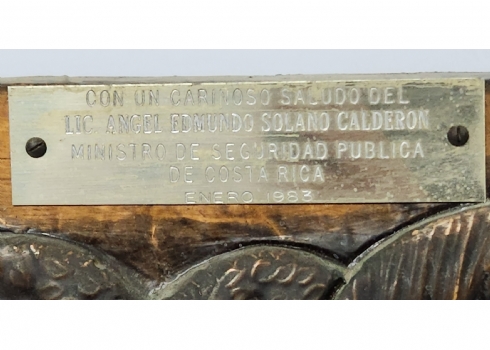 CON UN CARIÑOSO SALUDO DEL
LIC. ANGEL EDMUNDO SOLANO CALDERON
MINISTRO DE SEGURIDAD PUBLICA
DE COSTA RICA
ENERO 1983